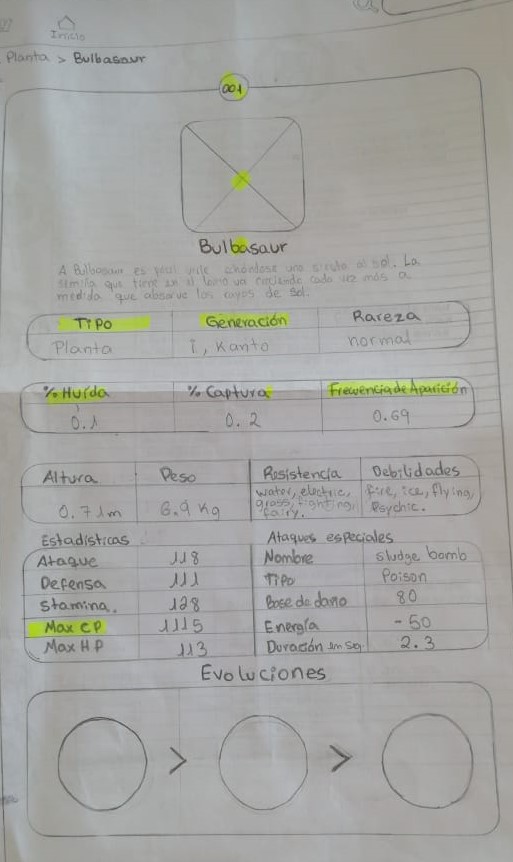 Inicio
Planta > Bulbasaur
001
Bulbasaur
A Bulbasaur es fácil verle echándose una siesta al sol. La
semilla que tiene en el lomo va creciendo cada vez más a
medida que absorve los rayos de sol.
Tipo Generación Rareza
Planta I, Kanto normal
% Huída % Captura Frecuencia de Aparición
0.1 0.2 0.69
Altura Peso Resistencia Debilidades
0.71m 6.9 Kg water, electric, grass, fighting, fairy. fire, ice, flying, Psychic.
Estadísticas Ataques especiales
Ataque 118 Nombre sludge bomb
Defensa 111 Tipo Poison
Stamina. 128 Base de daño 80
Max CP 1115 Energía -50
Max HP 113 Duración en sg. 2.3
Evoluciones
> >